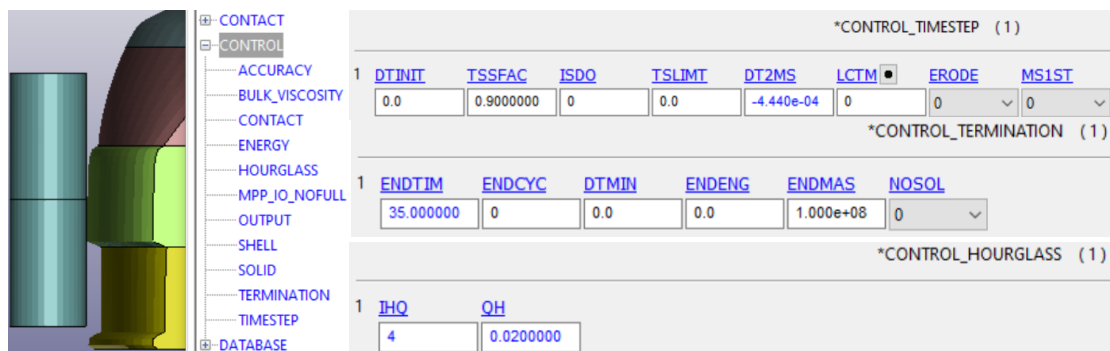 CONTACT
CONTROL
ACCURACY
BULK_VISCOSITY
CONTACT
ENERGY
HOURGLASS
MPP_IO_NOFULL
OUTPUT
SHELL
SOLID
TERMINATION
TIMESTEP
DATABASE
*CONTROL_TIMESTEP (1)
1 DTINIT TSSFAC ISDO TSLIMT DT2MS LCTM ERODE MS1ST
0.0 0.9000000 0 0.0 -4.440e-04 0 0 0
*CONTROL_TERMINATION (1)
1 ENDTIM ENDCYC DTMIN ENDENG ENDMAS NOSOL
35.000000 0 0.0 0.0 1.000e+08 0
*CONTROL_HOURGLASS (1)
1 IHQ QH
4 0.0200000